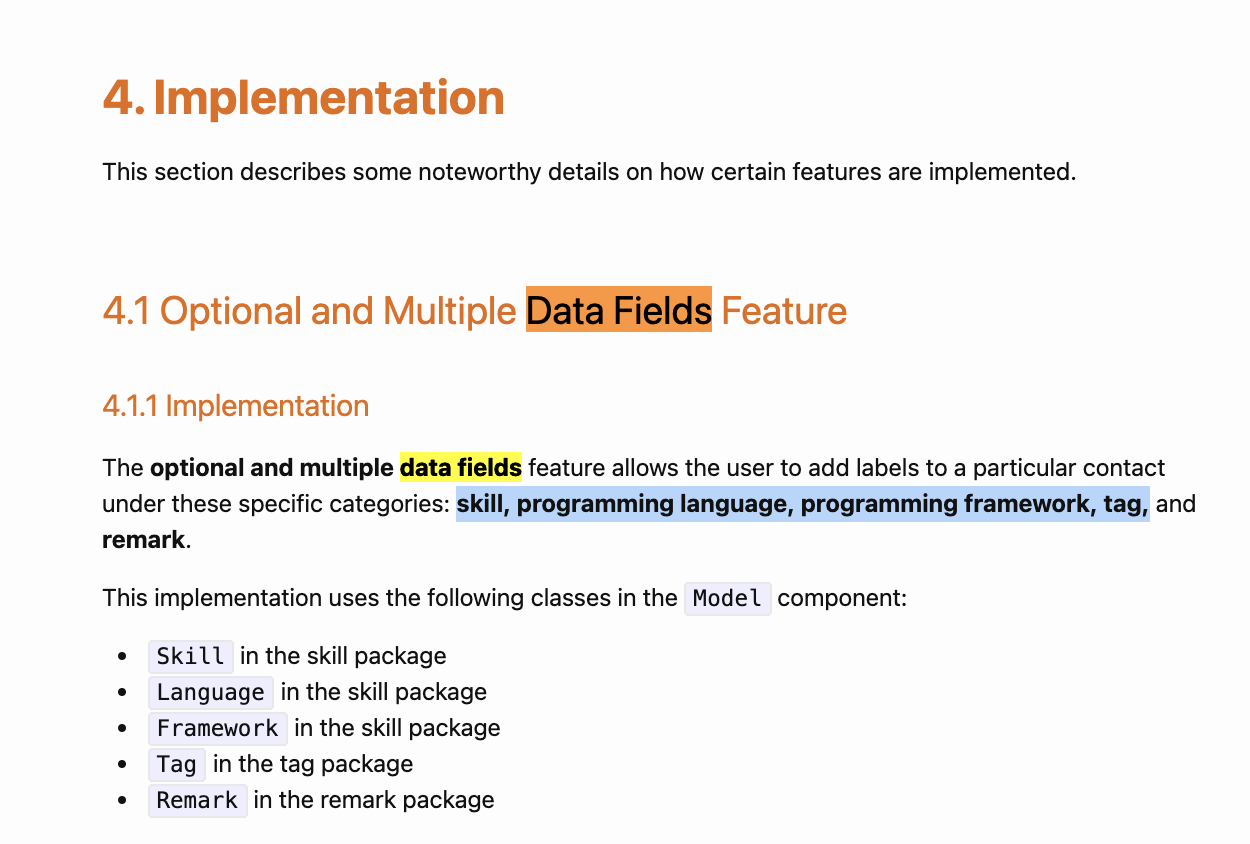 4. Implementation
This section describes some noteworthy details on how certain features are implemented.
4.1 Optional and Multiple Data Fields Feature
4.1.1 Implementation
The optional and multiple data fields feature allows the user to add labels to a particular contact
under these specific categories: skill, programming language, programming framework, tag, and
remark.
This implementation uses the following classes in the Model component:
• Skill in the skill package
• Language in the skill package
• Framework in the skill package
• Tag in the tag package
• Remark in the remark package